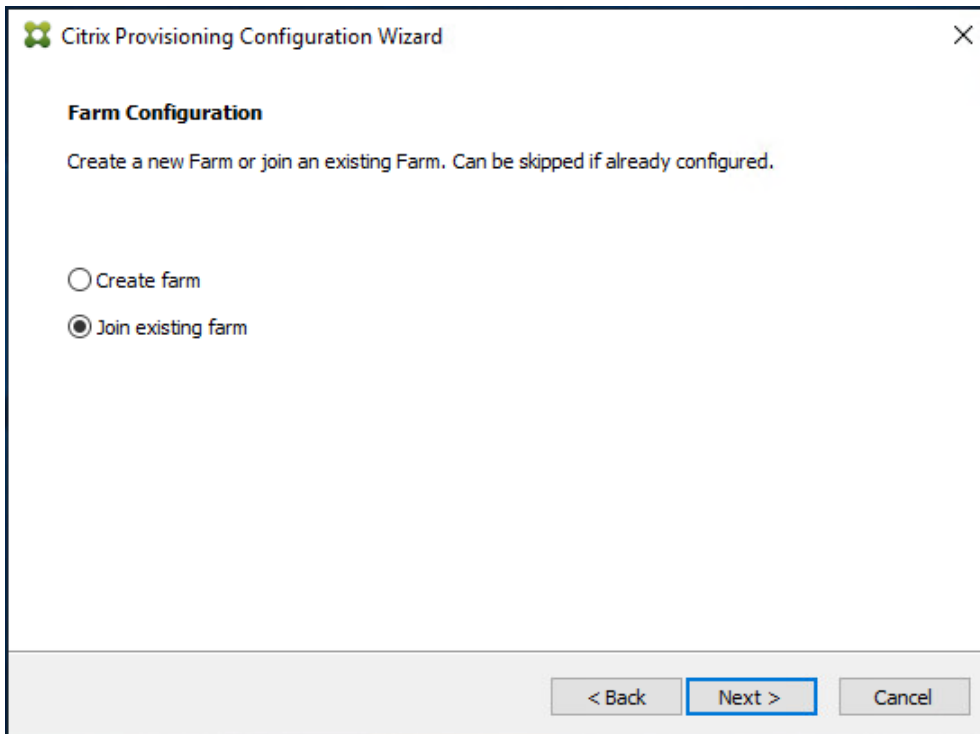 Citrix Provisioning Configuration Wizard
Farm Configuration
Create a new Farm or join an existing Farm. Can be skipped if already configured.
Create farm
Join existing farm
< Back Next > Cancel